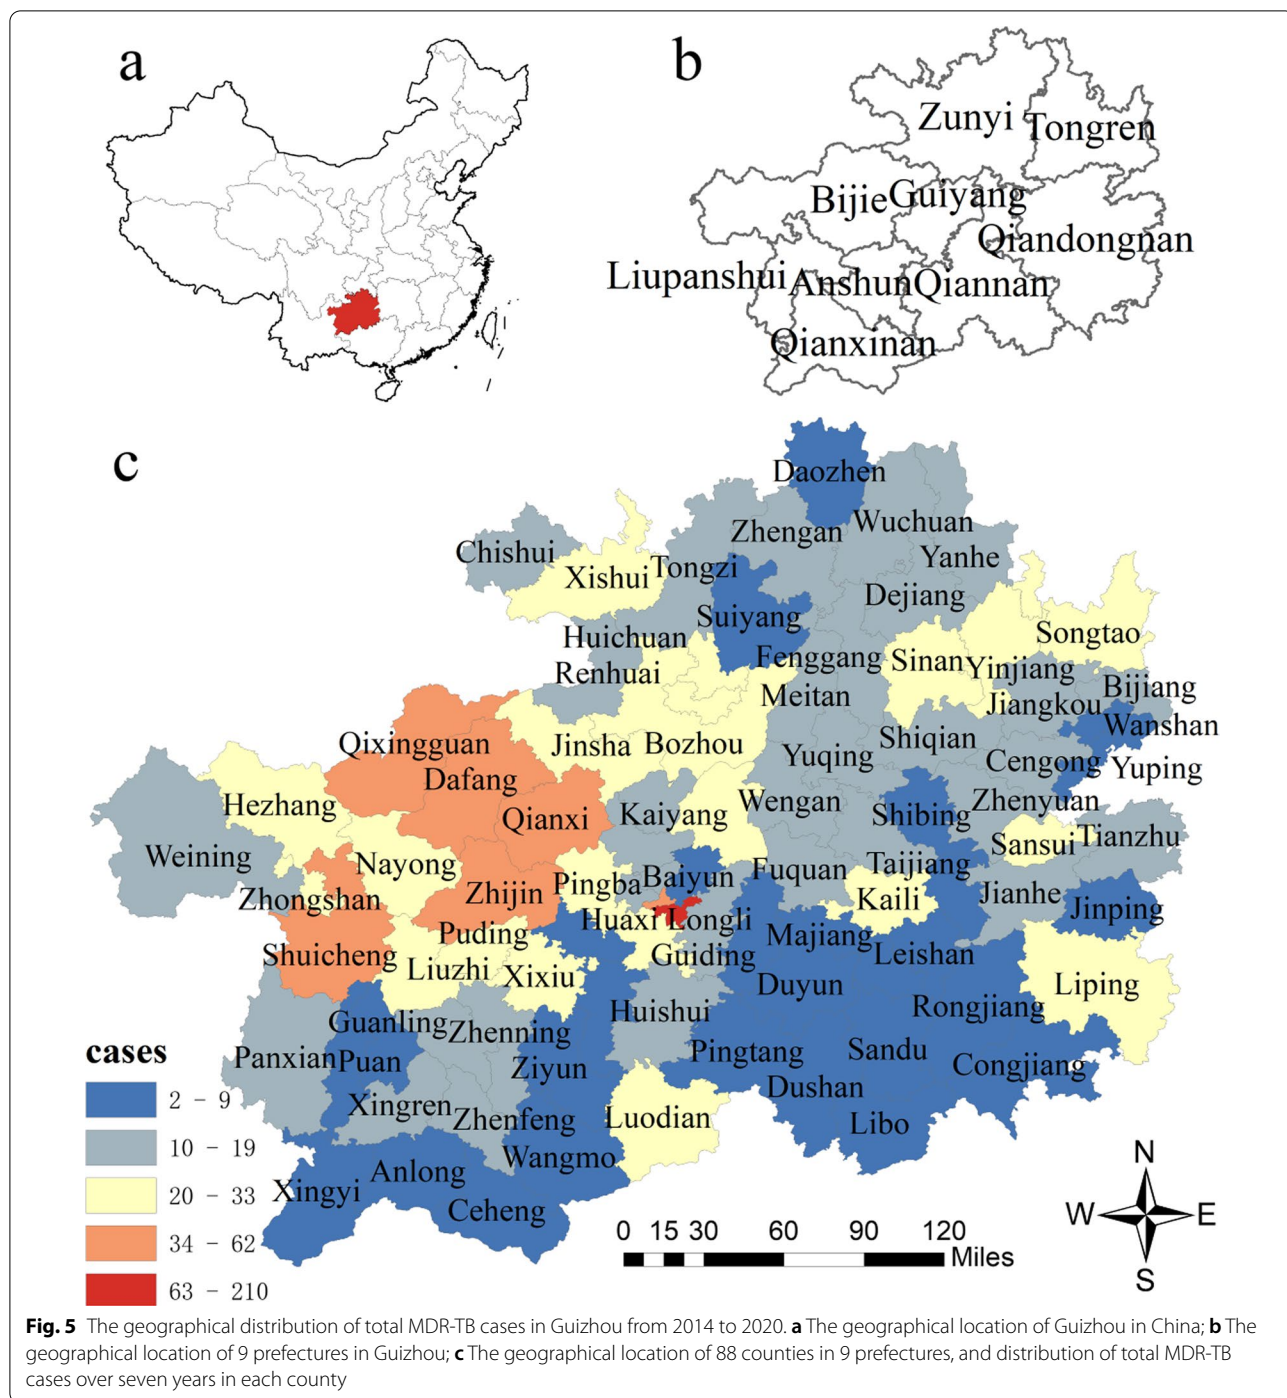 a
b
Zunyi
Tongren
Bijie
Guiyang
Qiandongnan
Liupanshui
Anshun
Qiannan
Qianxinan
c
Daozhen
Wuchuan
Zhengan
Chishui
Xishui
Tongzi
Yanhe
Dejiang
Suiyang
Songtao
Huichuan
Fenggang
Sinan
Yinjiang
Renhuai
Meitan
Jiangkou
Bijiang
Wanshan
Qixingguan
Jinsha
Bozhou
Yuqing
Shiqian
Cengong
Yuping
Dafang
Hezhang
Qianxi
Kaiyang
Wengan
Shibing
Zhenyuan
Weining
Nayong
Sansui
Tianzhu
Zhongshan
Zhijin
Pingba
Baiyun
Fuquan
Taijiang
Kaili
Jianhe
Jinping
Huaxi
Longli
Puding
Majiang
Leishan
Shuicheng
Liuzhi
Xixiu
Guiding
Duyun
Liping
Guanling
Zhenning
Huishui
Rongjiang
Panxian
Puan
Ziyun
Pingtang
Sandu
Congjiang
Dushan
Xingren
Zhenfeng
Luodian
Libo
Wangmo
Anlong
Xingyi
Ceheng
cases
2 - 9
10 - 19
20 - 33
34 - 62
63 - 210
N
W
E
S
0 15 30 60 90 120
Miles
Fig. 5 The geographical distribution of total MDR-TB cases in Guizhou from 2014 to 2020. a The geographical location of Guizhou in China; b The
geographical location of 9 prefectures in Guizhou; c The geographical location of 88 counties in 9 prefectures, and distribution of total MDR-TB
cases over seven years in each county